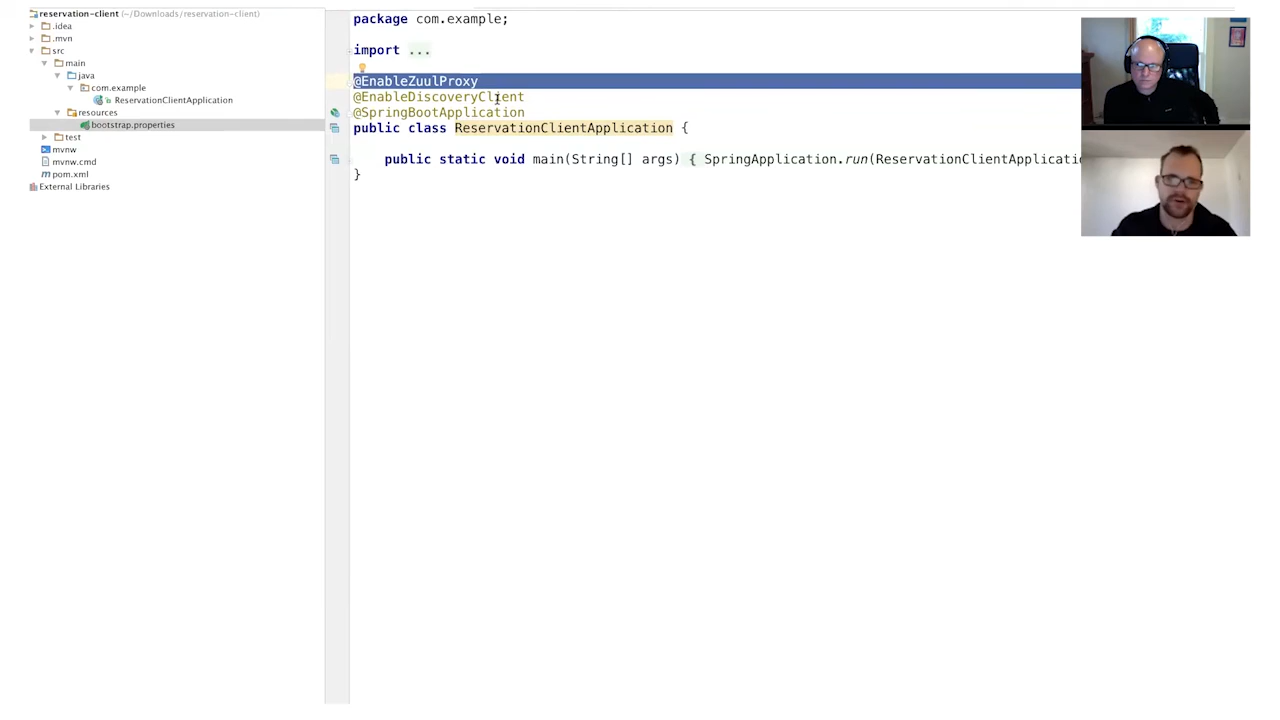 reservation-client (~/Downloads/reservation-client)
.idea
.mvn
src
main
java
com.example
ReservationClientApplication
resources
bootstrap.properties
test
mvnw
mvnw.cmd
pom.xml
External Libraries
package com.example;
import ...
@EnableZuulProxy
@EnableDiscoveryClient
@SpringBootApplication
public class ReservationClientApplication {
public static void main(String[] args) { SpringApplication.run(ReservationClientApplicatio
}